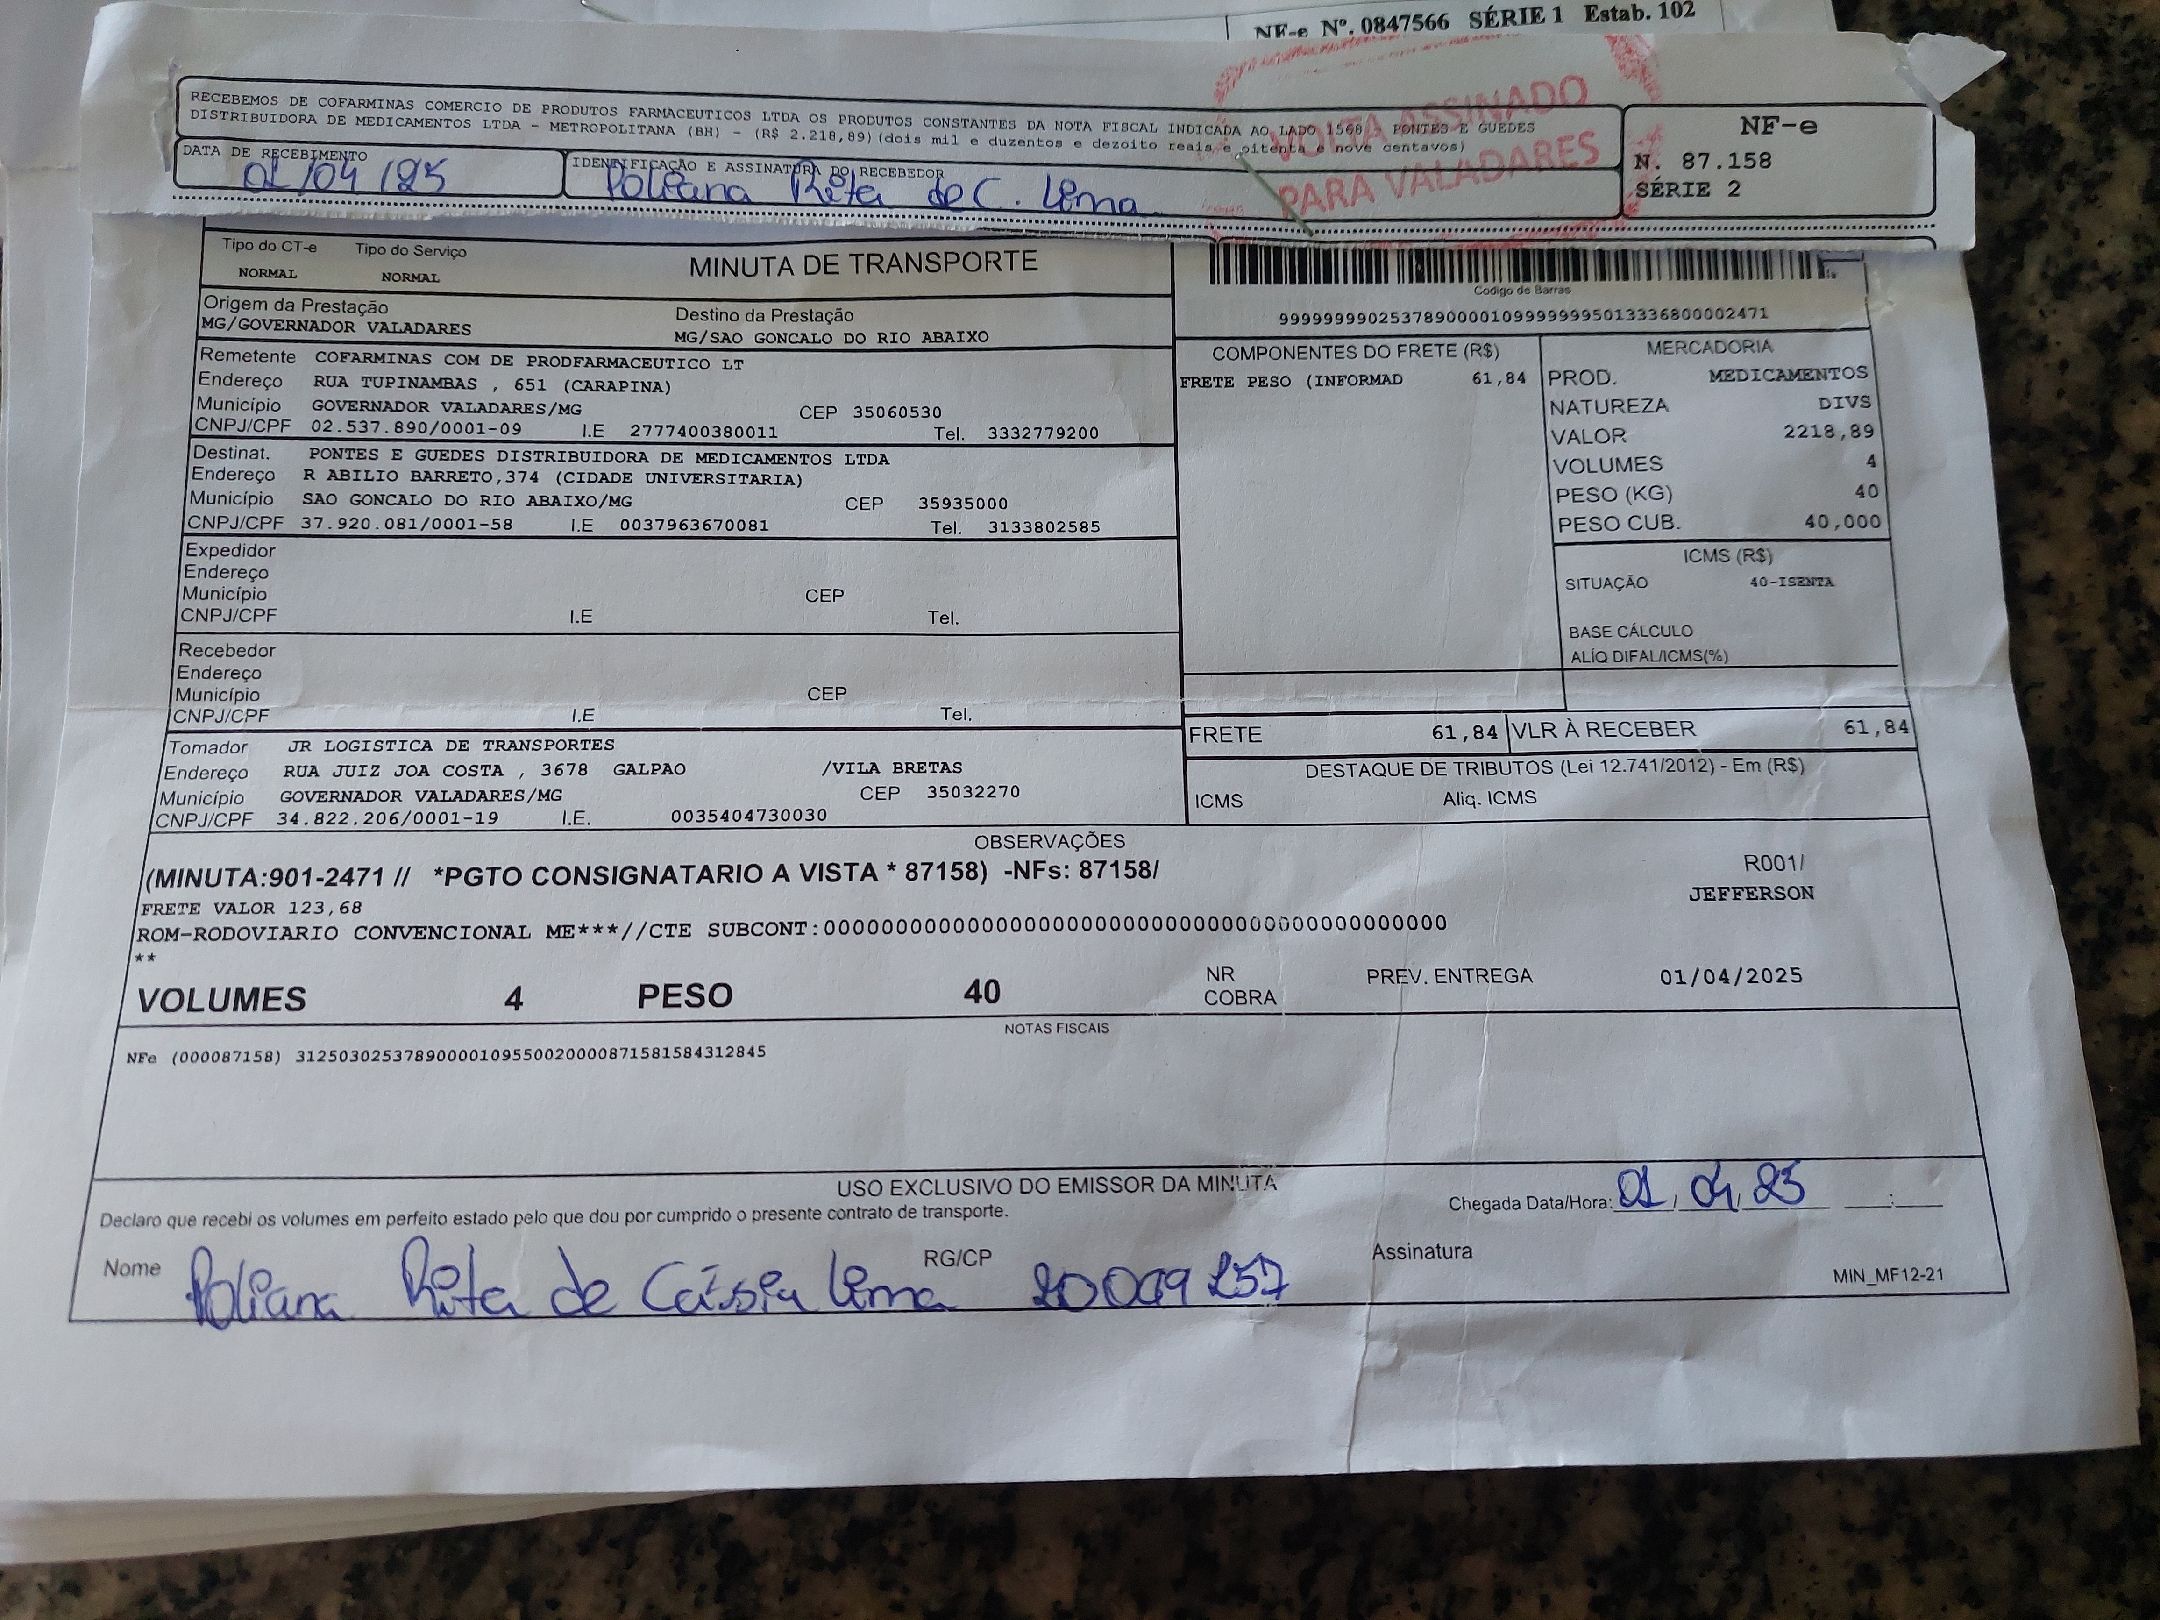 NF-e Nº. 0847566 SÉRIE 1 Estab. 102
RECEBEMOS DE COFARMINAS COMERCIO DE PRODUTOS FARMACEUTICOS LTDA OS PRODUTOS CONSTANTES DA NOTA FISCAL INDICADA AO LADO 1568 PONTES E GUEDES
DISTRIBUIDORA DE MEDICAMENTOS LTDA - METROPOLITANA (BH) - (R$ 2.218,89) (dois mil e duzentos e dezoito reais e oitenta e nove centavos)
VOLTA ASSINADO
PARA VALADARES
NF-e
N. 87.158
SÉRIE 2
DATA DE RECEBIMENTO
01/04/25
IDENTIFICAÇÃO E ASSINATURA DO RECEBEDOR
Poliana Rita de C. Lima
Tipo do CT-e Tipo do Serviço
NORMAL NORMAL
MINUTA DE TRANSPORTE
Codigo de Barras
Origem da Prestação Destino da Prestação
MG/GOVERNADOR VALADARES MG/SAO GONCALO DO RIO ABAIXO
Remetente COFARMINAS COM DE PRODFARMACEUTICO LT
Endereço RUA TUPINAMBAS , 651 (CARAPINA)
Município GOVERNADOR VALADARES/MG CEP 35060530
CNPJ/CPF 02.537.890/0001-09 I.E 2777400380011 Tel. 3332779200
Destinat. PONTES E GUEDES DISTRIBUIDORA DE MEDICAMENTOS LTDA
Endereço R ABILIO BARRETO,374 (CIDADE UNIVERSITARIA)
Município SAO GONCALO DO RIO ABAIXO/MG CEP 35935000
CNPJ/CPF 37.920.081/0001-58 I.E 0037963670081 Tel. 3133802585
Expedidor
Endereço
Município CEP
CNPJ/CPF I.E Tel.
Recebedor
Endereço
Município CEP
CNPJ/CPF I.E Tel.
Tomador JR LOGISTICA DE TRANSPORTES
Endereço RUA JUIZ JOA COSTA , 3678 GALPAO /VILA BRETAS
Município GOVERNADOR VALADARES/MG CEP 35032270
CNPJ/CPF 34.822.206/0001-19 I.E. 0035404730030
COMPONENTES DO FRETE (R$)
FRETE PESO (INFORMAD 61,84
MERCADORIA
PROD. MEDICAMENTOS
NATUREZA DIVS
VALOR 2218,89
VOLUMES 4
PESO (KG) 40
PESO CUB. 40,000
ICMS (R$)
SITUAÇÃO 40-ISENTA
BASE CÁLCULO
ALÍQ DIFAL/ICMS(%)
FRETE 61,84 VLR À RECEBER 61,84
DESTAQUE DE TRIBUTOS (Lei 12.741/2012) - Em (R$)
ICMS Aliq. ICMS
OBSERVAÇÕES
(MINUTA:901-2471 // *PGTO CONSIGNATARIO A VISTA * 87158) -NFs: 87158/
R001/
JEFFERSON
FRETE VALOR 123,68
ROM-RODOVIARIO CONVENCIONAL ME***//CTE SUBCONT:
**
VOLUMES 4 PESO 40 NR COBRA PREV. ENTREGA 01/04/2025
NOTAS FISCAIS
NFe (000087158) 31250302537890000109550020000871581584312845
USO EXCLUSIVO DO EMISSOR DA MINUTA
Declaro que recebi os volumes em perfeito estado pelo que dou por cumprido o presente contrato de transporte.
Chegada Data/Hora: 01/04/25 __:__
Nome Poliana Rita de Cássia Lima RG/CP Assinatura
MIN_MF12-21